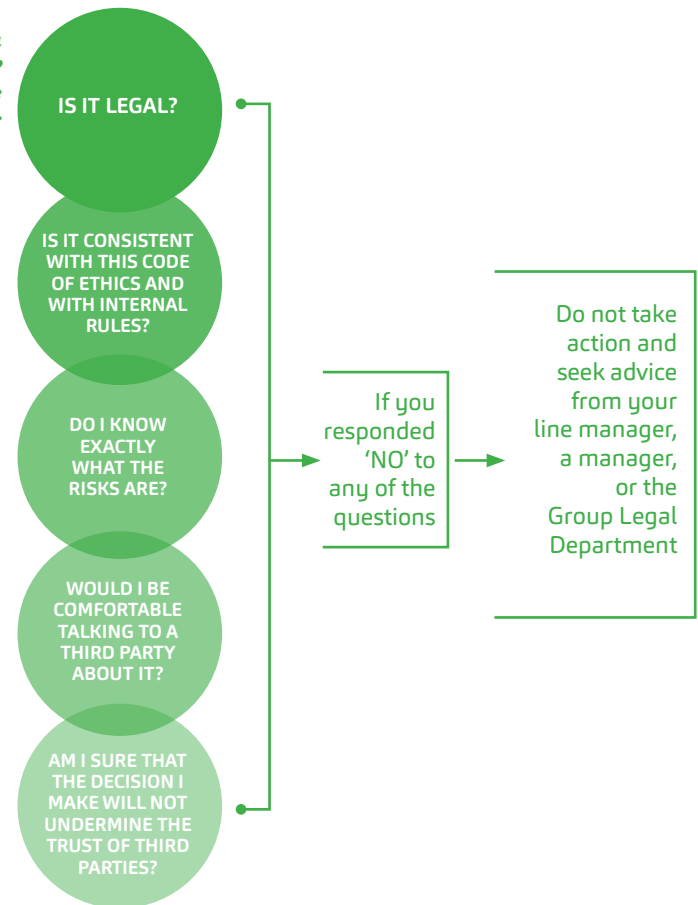 IS IT LEGAL?
IS IT CONSISTENT
WITH THIS CODE
OF ETHICS AND
WITH INTERNAL
RULES?
DO I KNOW
EXACTLY
WHAT THE
RISKS ARE?
WOULD I BE
COMFORTABLE
TALKING TO A
THIRD PARTY
ABOUT IT?
AM I SURE THAT
THE DECISION I
MAKE WILL NOT
UNDERMINE THE
TRUST OF THIRD
PARTIES?
If you
responded
‘NO’ to
any of the
questions
Do not take
action and
seek advice
from your
line manager,
a manager,
or the
Group Legal
Department